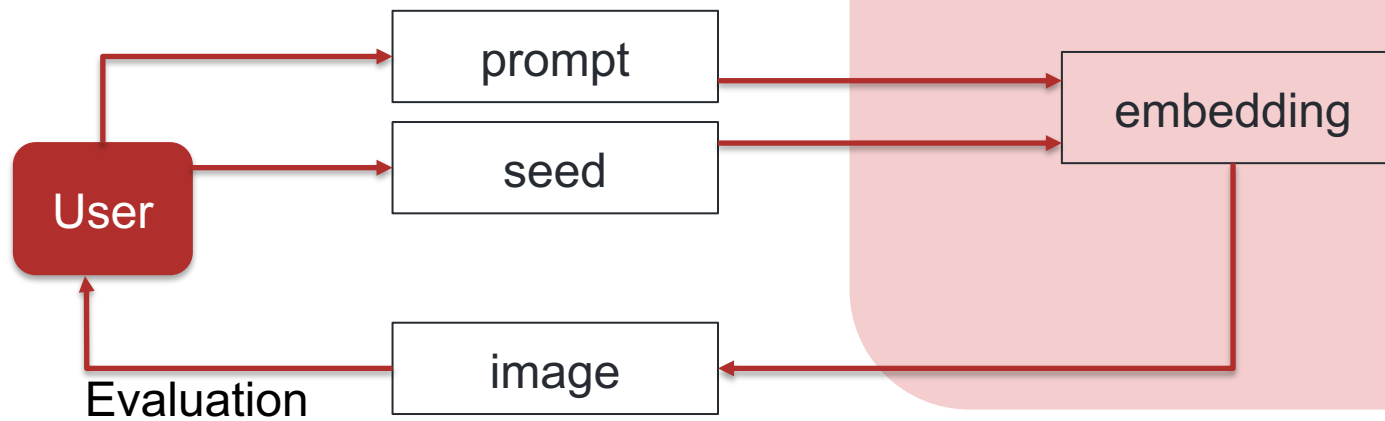 prompt
embedding
seed
User
image
Evaluation